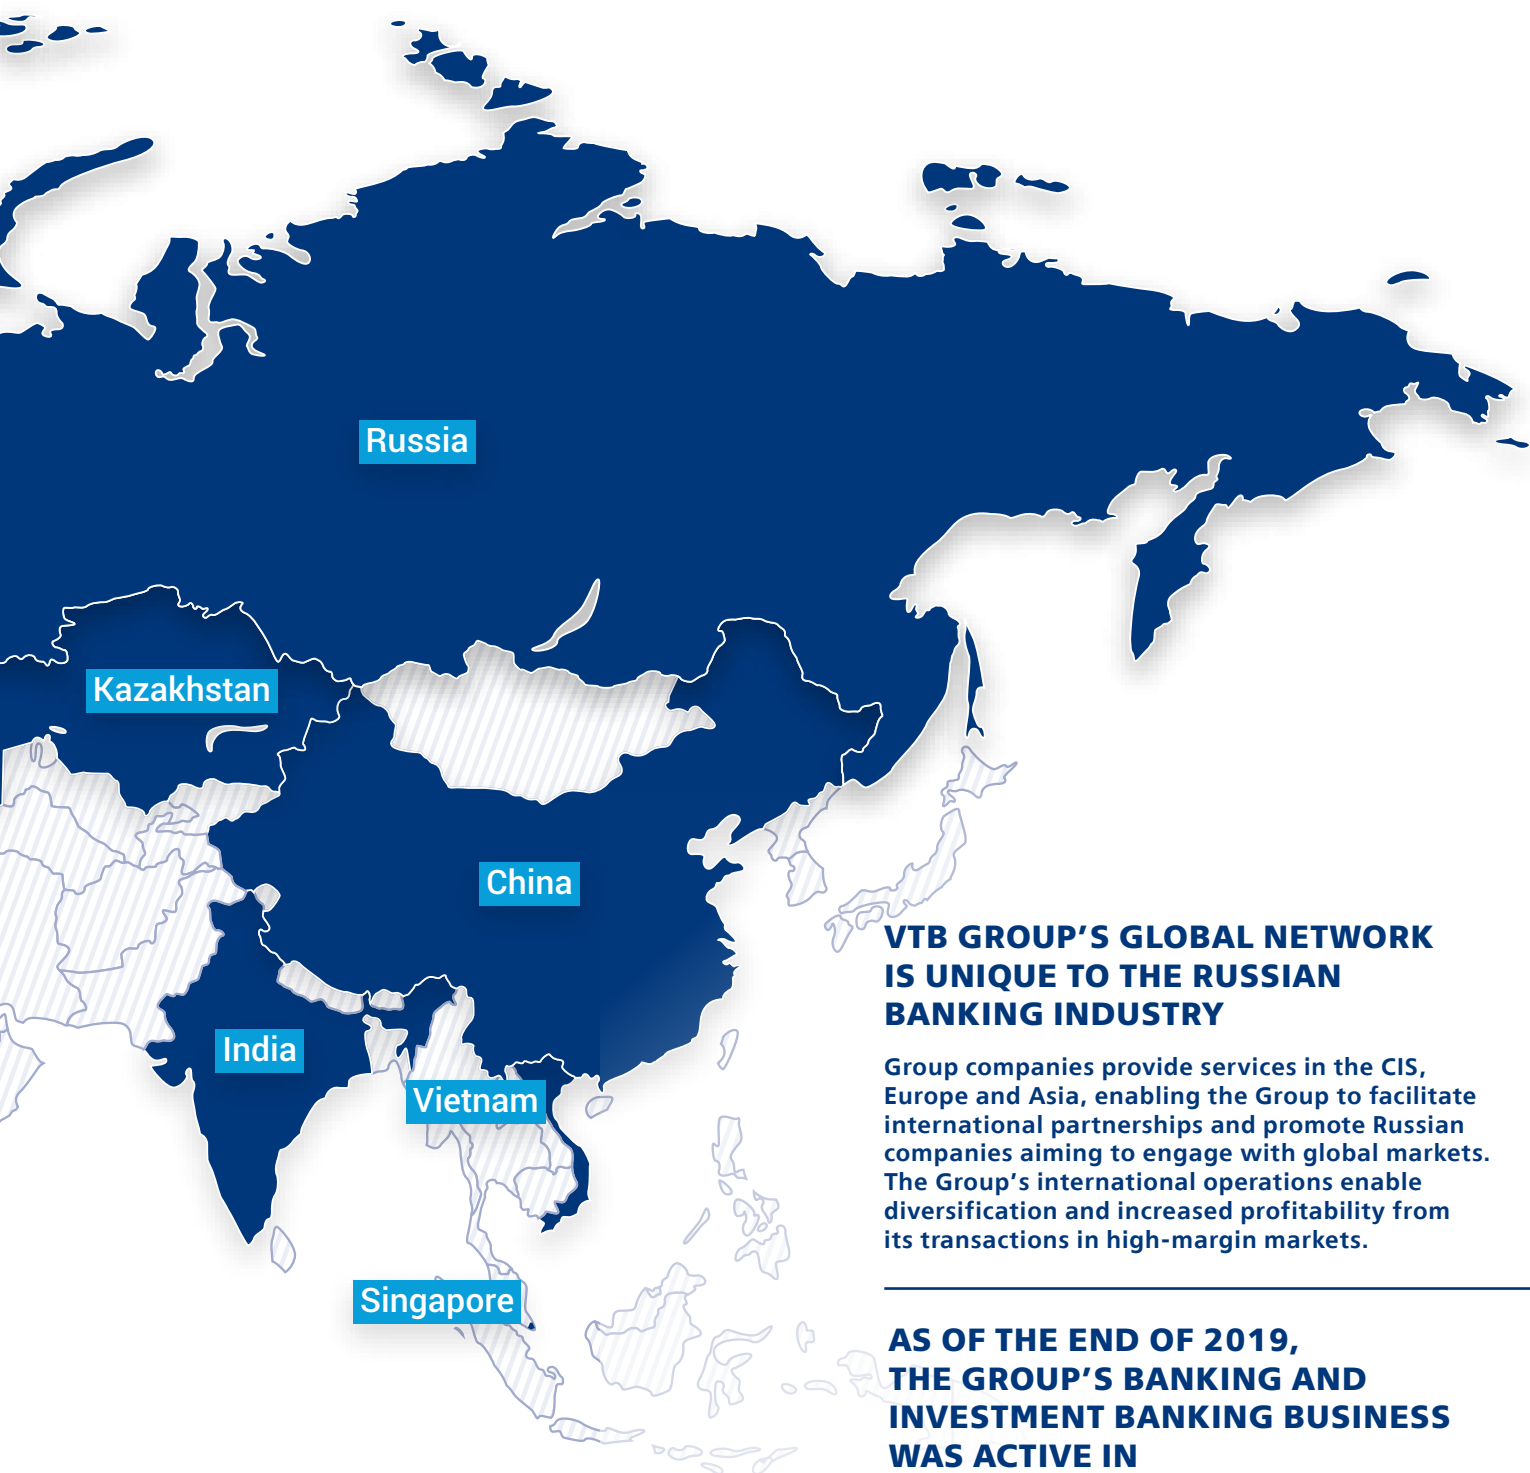 Russia
Kazakhstan
China
India
Vietnam
Singapore
VTB GROUP’S GLOBAL NETWORK
IS UNIQUE TO THE RUSSIAN
BANKING INDUSTRY
Group companies provide services in the CIS,
Europe and Asia, enabling the Group to facilitate
international partnerships and promote Russian
companies aiming to engage with global markets.
The Group’s international operations enable
diversification and increased profitability from
its transactions in high-margin markets.
AS OF THE END OF 2019,
THE GROUP’S BANKING AND
INVESTMENT BANKING BUSINESS
WAS ACTIVE IN